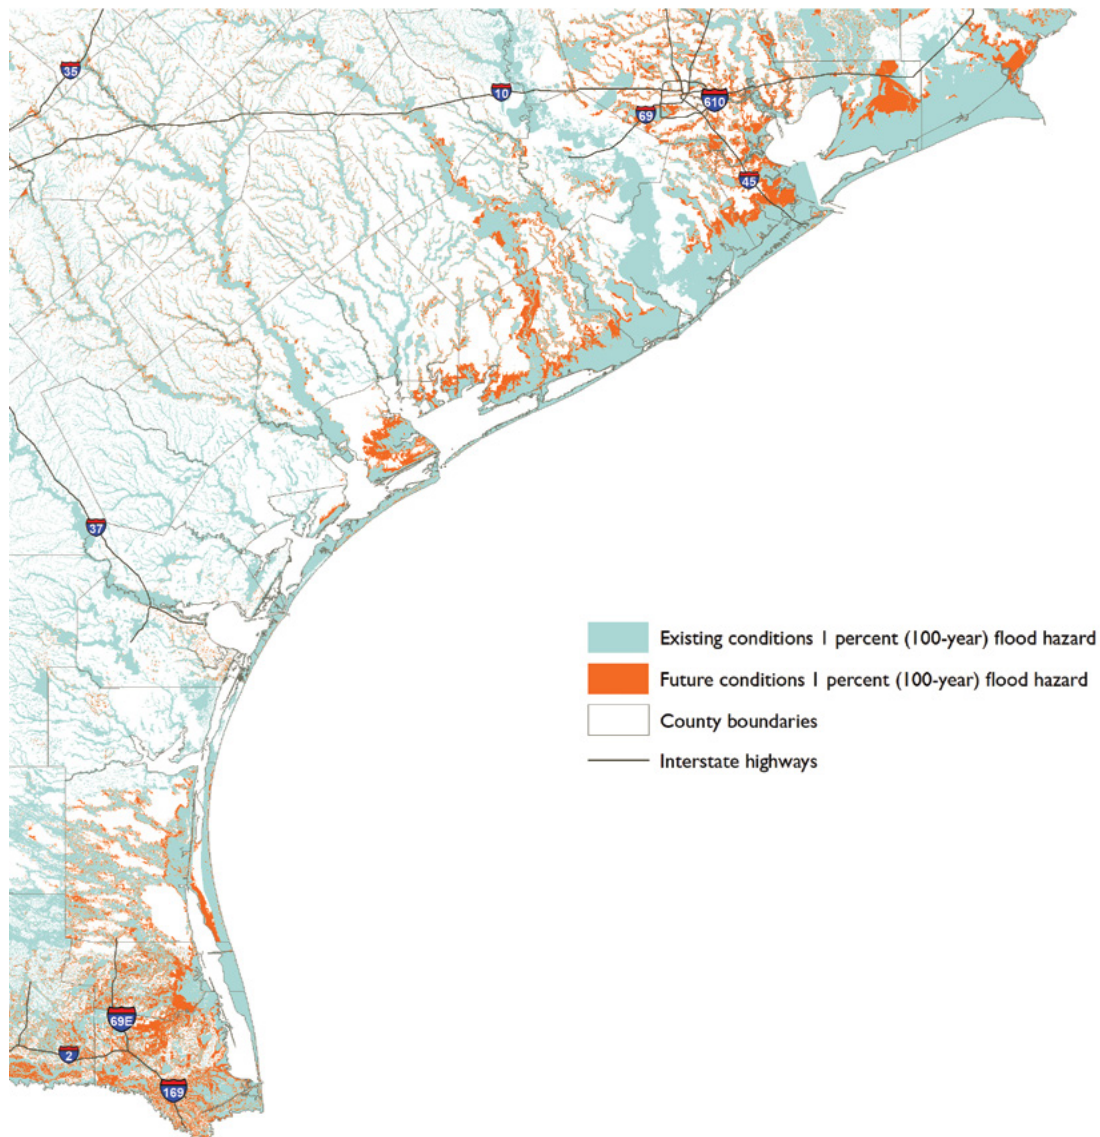 35
10
69
610
45
37
Existing conditions 1 percent (100-year) flood hazard
Future conditions 1 percent (100-year) flood hazard
County boundaries
Interstate highways
69E
2
169